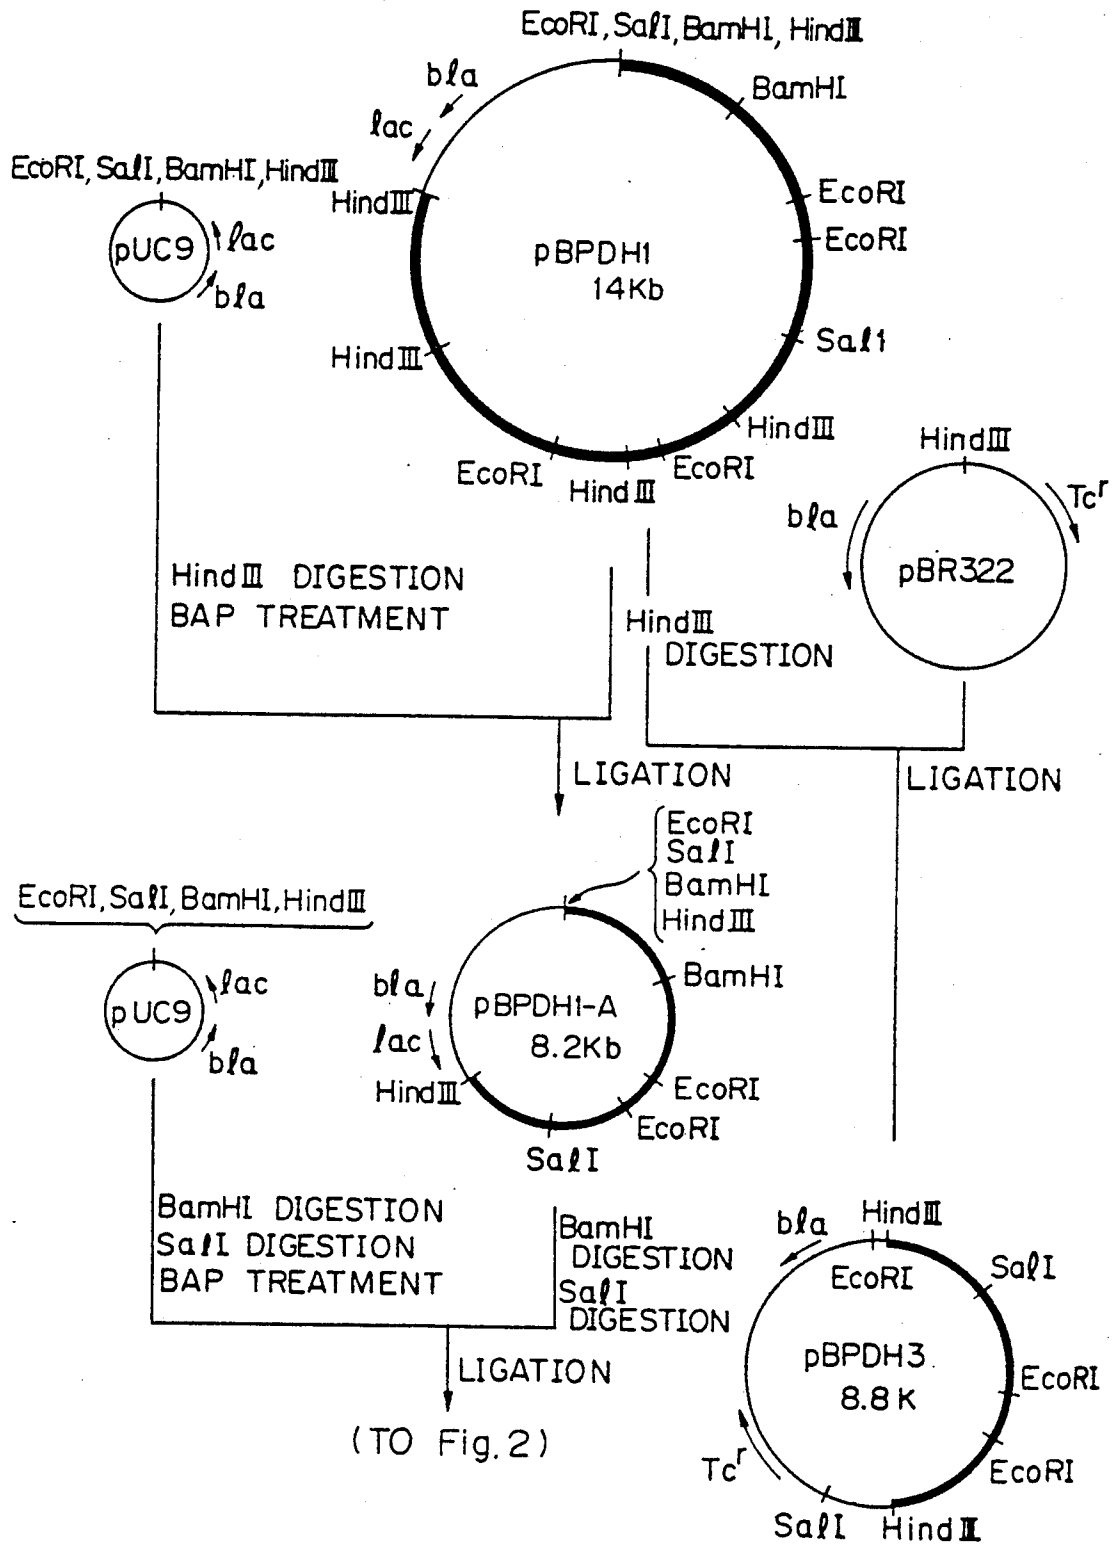 EcoRI, SalI, BamHI, HindIII
bla
lac
BamHI
EcoRI, SalI, BamHI, HindIII
HindIII
EcoRI
pUC9
lac
bla
pBPDH1
14Kb
EcoRI
HindIII
Sal1
HindIII
EcoRI
HindIII
EcoRI
HindIII
bla
Tcr
pBR322
HindIII DIGESTION
BAP TREATMENT
HindIII
DIGESTION
LIGATION
LIGATION
EcoRI
SalI
BamHI
HindIII
EcoRI, SalI, BamHI, HindIII
pUC9
lac
bla
bla
lac
pBPDH1-A
8.2Kb
BamHI
HindIII
EcoRI
EcoRI
SalI
BamHI DIGESTION
SalI DIGESTION
BAP TREATMENT
BamHI
DIGESTION
SalI
DIGESTION
LIGATION
(TO Fig. 2)
bla
HindIII
EcoRI
SalI
pBPDH3
8.8K
EcoRI
Tcr
EcoRI
SalI
HindIII